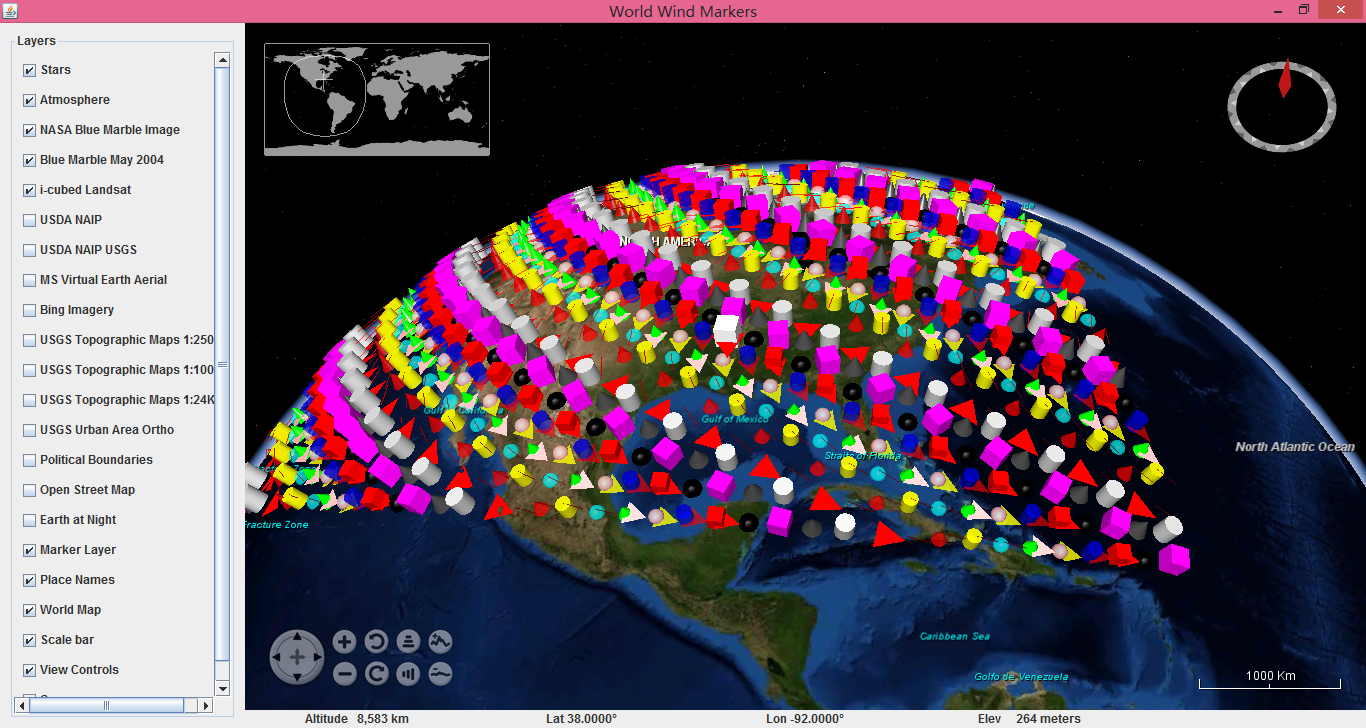 World Wind Markers
Layers
Stars
Atmosphere
NASA Blue Marble Image
Blue Marble May 2004
i-cubed Landsat
USDA NAIP
USDA NAIP USGS
MS Virtual Earth Aerial
Bing Imagery
USGS Topographic Maps 1:250
USGS Topographic Maps 1:100
USGS Topographic Maps 1:24K
USGS Urban Area Ortho
Political Boundaries
Open Street Map
Earth at Night
Marker Layer
Place Names
World Map
Scale bar
View Controls
Gulf of Mexico
Straits of Florida
North Atlantic Ocean
Fracture Zone
Caribbean Sea
Golfo de Venezuela
1000 Km
Altitude 8,583 km Lat 38.0000° Lon -92.0000° Elev 264 meters